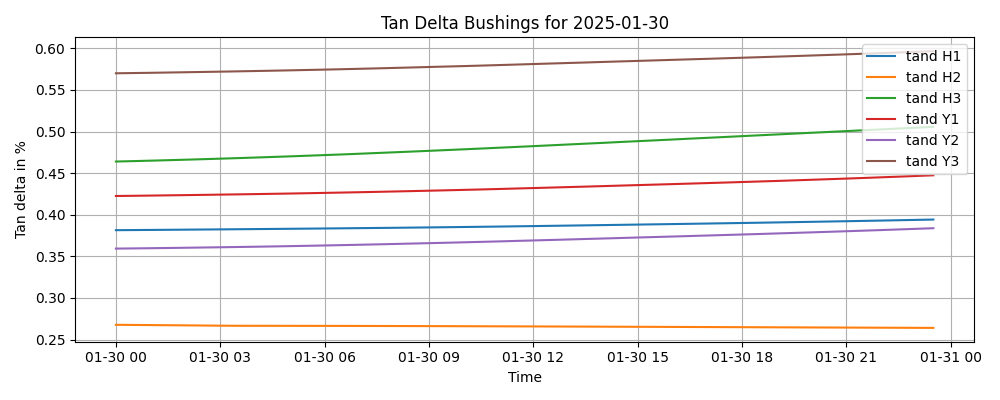 Tan Delta Bushings for 2025-01-30
Tan delta in %
0.60
0.55
0.50
0.45
0.40
0.35
0.30
0.25
tand H1
tand H2
tand H3
tand Y1
tand Y2
tand Y3
01-30 00 01-30 03 01-30 06 01-30 09 01-30 12 01-30 15 01-30 18 01-30 21 01-31 00
Time